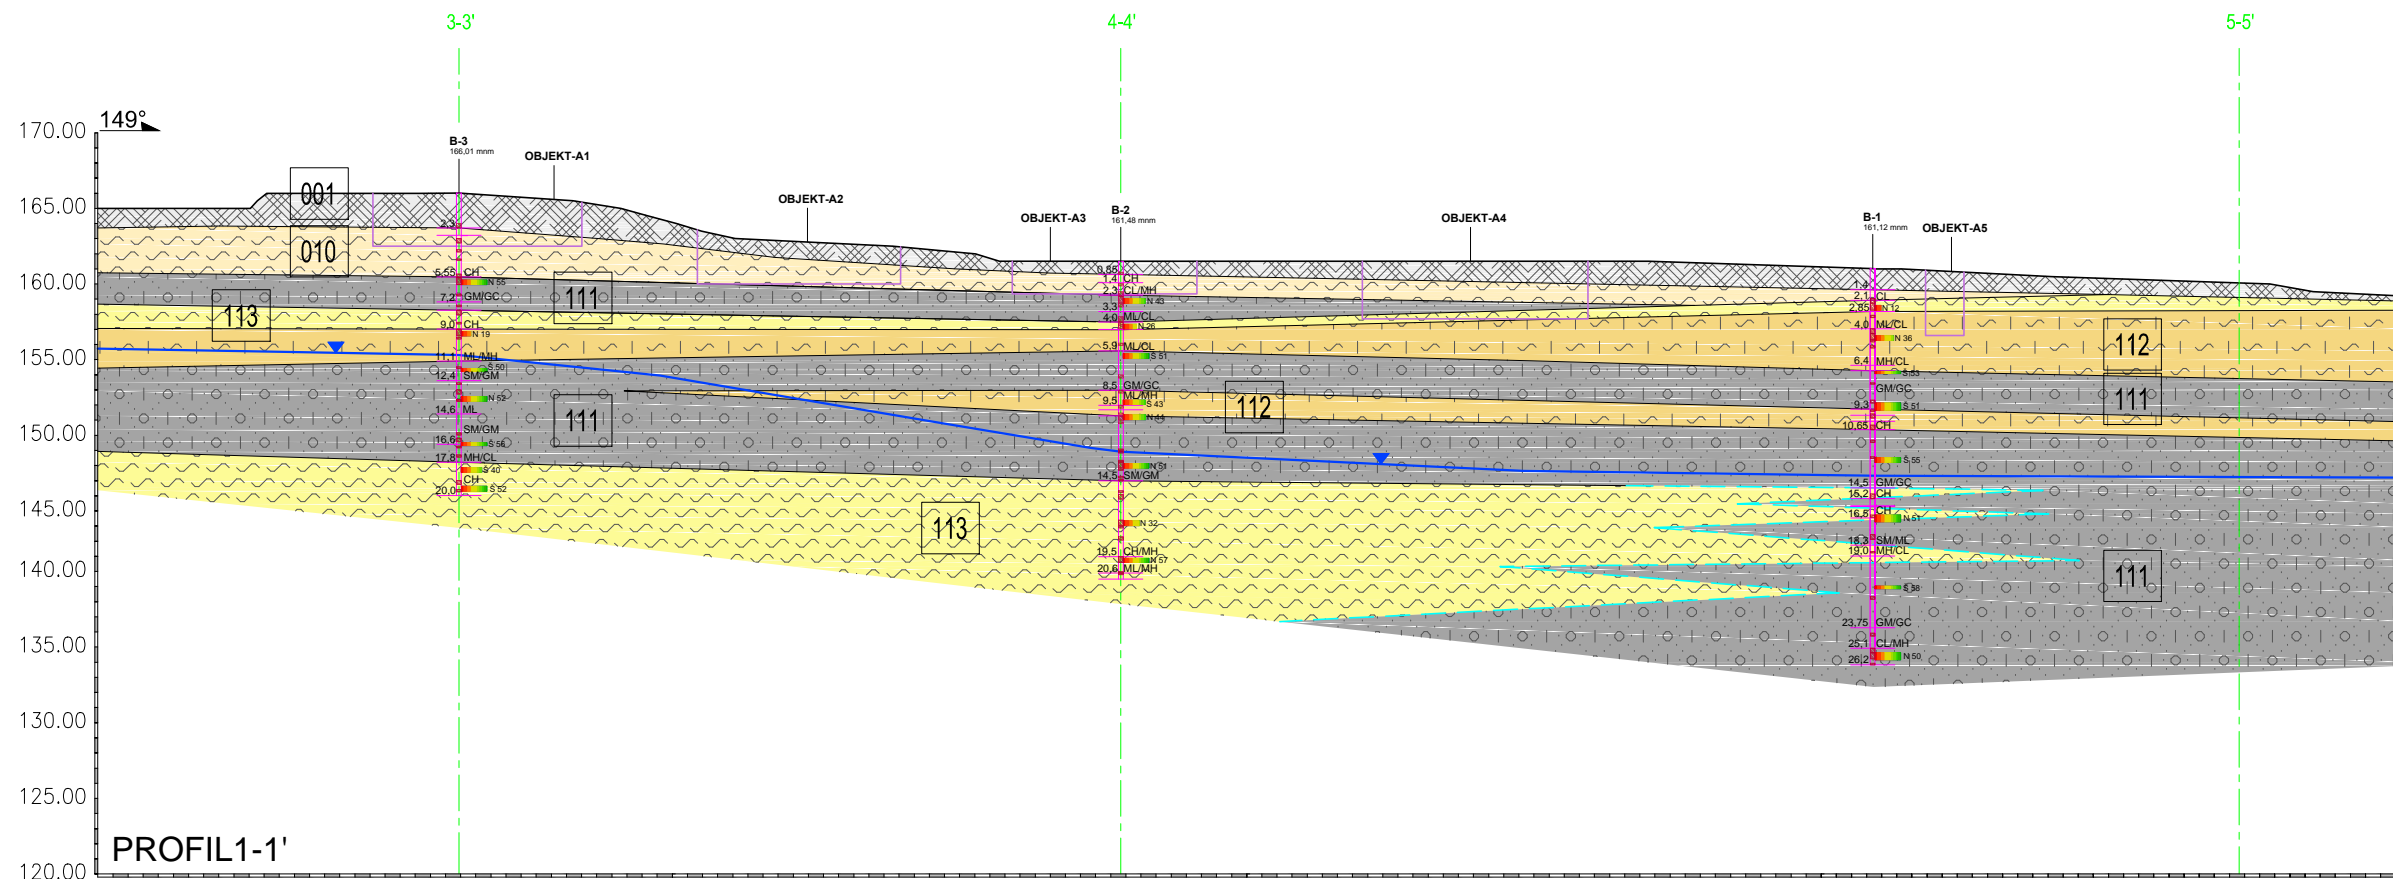 3-3'
4-4'
5-5'
149°
170.00
165.00
160.00
155.00
150.00
145.00
140.00
135.00
130.00
125.00
120.00
B-3
166,01 mnm
OBJEKT-A1
OBJEKT-A2
OBJEKT-A3
B-2
161,48 mnm
OBJEKT-A4
B-1
161,12 mnm
OBJEKT-A5
001
010
111
113
111
112
113
112
111
111
2,3
5,55 CH
N 55
7,2 GM/GC
9,0 CH
N 19
11,1 ML/MH
S 50
12,4 SM/GM
N 52
14,6 ML
SM/GM
16,6
S 56
17,8 MH/CL
S 40
CH
20,0
S 52
0,85
1,4 CH
2,3 CL/MH
N 43
3,3
4,0 ML/CL
N 26
5,9 ML/CL
S 51
8,5 GM/GC
ML/MH
9,5
S 43
N 44
N 51
14,5 SM/GM
N 32
19,5 CH/MH
N 57
20,6 ML/MH
1,4
2,1 CL
2,85
N 12
4,0 ML/CL
N 36
6,4 MH/CL
S 53
GM/GC
9,3
S 51
10,65 CH
S 55
14,5 GM/GC
15,2 CH
CH
16,5
N 51
18,3 SM/ML
19,0 MH/CL
S 58
23,75 GM/GC
25,1 CL/MH
26,2
N 50
PROFIL1-1'